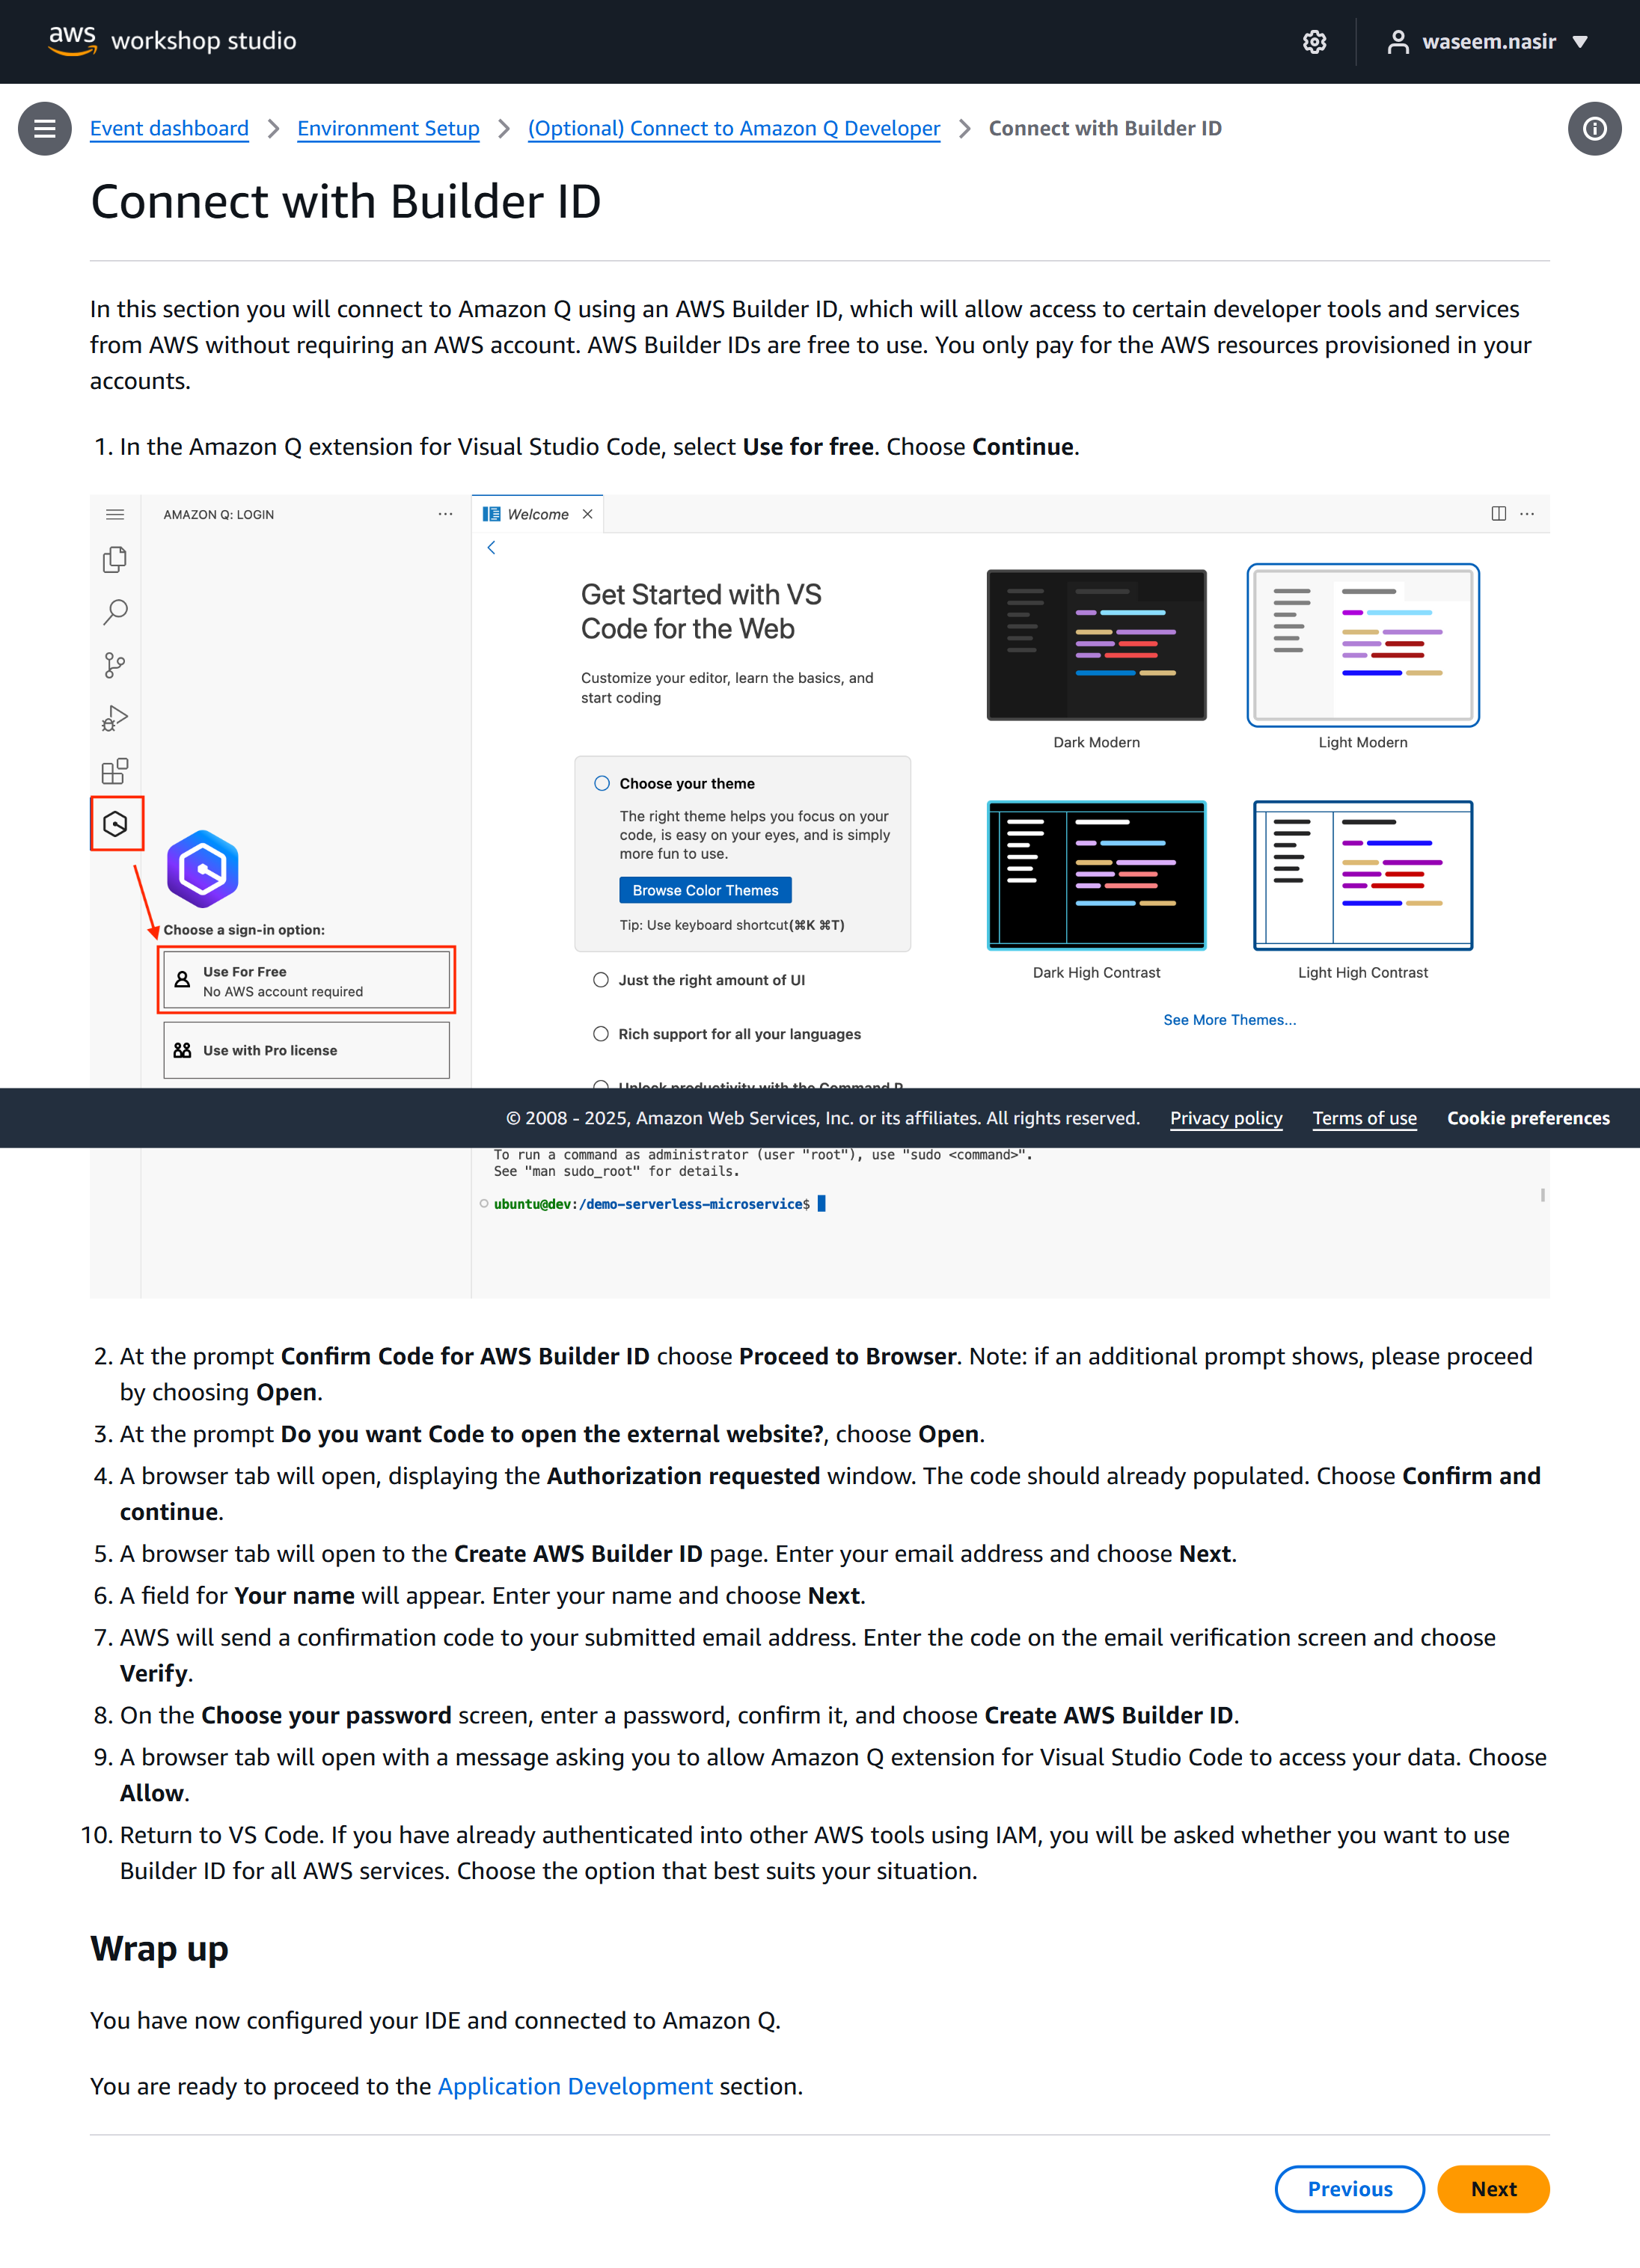 aws workshop studio
waseem.nasir
Event dashboard > Environment Setup > (Optional) Connect to Amazon Q Developer > Connect with Builder ID
Connect with Builder ID
In this section you will connect to Amazon Q using an AWS Builder ID, which will allow access to certain developer tools and services
from AWS without requiring an AWS account. AWS Builder IDs are free to use. You only pay for the AWS resources provisioned in your
accounts.
1. In the Amazon Q extension for Visual Studio Code, select Use for free. Choose Continue.
AMAZON Q: LOGIN
Welcome
Get Started with VS
Code for the Web
Customize your editor, learn the basics, and
start coding
Dark Modern
Light Modern
Choose your theme
The right theme helps you focus on your
code, is easy on your eyes, and is simply
more fun to use.
Browse Color Themes
Tip: Use keyboard shortcut(⌘K ⌘T)
Choose a sign-in option:
Use For Free
No AWS account required
Use with Pro license
Just the right amount of UI
Rich support for all your languages
Unlock productivity with the Command P
Dark High Contrast
Light High Contrast
See More Themes...
© 2008 - 2025, Amazon Web Services, Inc. or its affiliates. All rights reserved. Privacy policy Terms of use Cookie preferences
To run a command as administrator (user "root"), use "sudo <command>".
See "man sudo_root" for details.
ubuntu@dev:/demo-serverless-microservice$
2. At the prompt Confirm Code for AWS Builder ID choose Proceed to Browser. Note: if an additional prompt shows, please proceed
by choosing Open.
3. At the prompt Do you want Code to open the external website?, choose Open.
4. A browser tab will open, displaying the Authorization requested window. The code should already populated. Choose Confirm and
continue.
5. A browser tab will open to the Create AWS Builder ID page. Enter your email address and choose Next.
6. A field for Your name will appear. Enter your name and choose Next.
7. AWS will send a confirmation code to your submitted email address. Enter the code on the email verification screen and choose
Verify.
8. On the Choose your password screen, enter a password, confirm it, and choose Create AWS Builder ID.
9. A browser tab will open with a message asking you to allow Amazon Q extension for Visual Studio Code to access your data. Choose
Allow.
10. Return to VS Code. If you have already authenticated into other AWS tools using IAM, you will be asked whether you want to use
Builder ID for all AWS services. Choose the option that best suits your situation.
Wrap up
You have now configured your IDE and connected to Amazon Q.
You are ready to proceed to the Application Development section.
Previous
Next